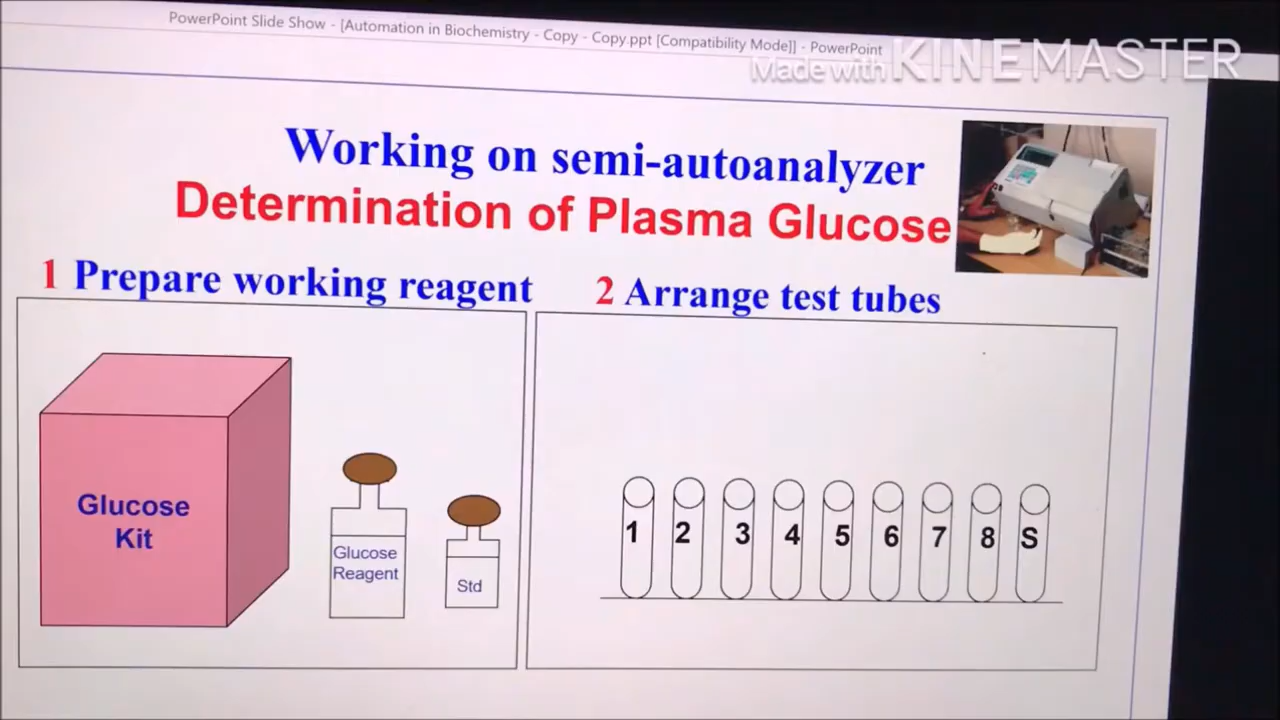 PowerPoint Slide Show - [Automation in Biochemistry - Copy - Copy.ppt [Compatibility Mode]] - PowerPoint
Made with KINEMASTER
Working on semi-autoanalyzer
Determination of Plasma Glucose
1 Prepare working reagent
2 Arrange test tubes
Glucose
Kit
Glucose
Reagent
Std
1 2 3 4 5 6 7 8 S